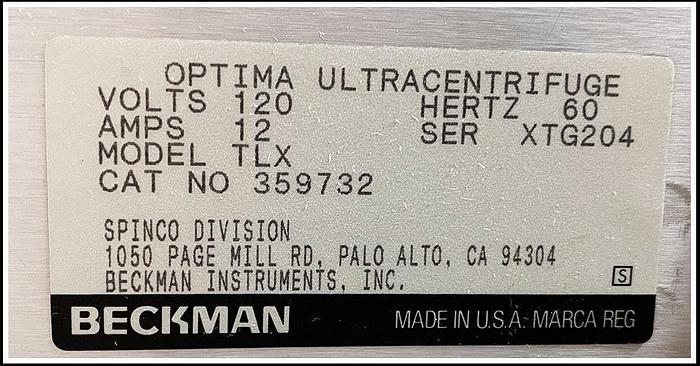 OPTIMA ULTRACENTRIFUGE
VOLTS 120 HERTZ 60
AMPS 12 SER XTG204
MODEL TLX
CAT NO 359732
SPINCO DIVISION
1050 PAGE MILL RD, PALO ALTO, CA 94304
BECKMAN INSTRUMENTS, INC.
S
BECKMAN MADE IN U.S.A. MARCA REG